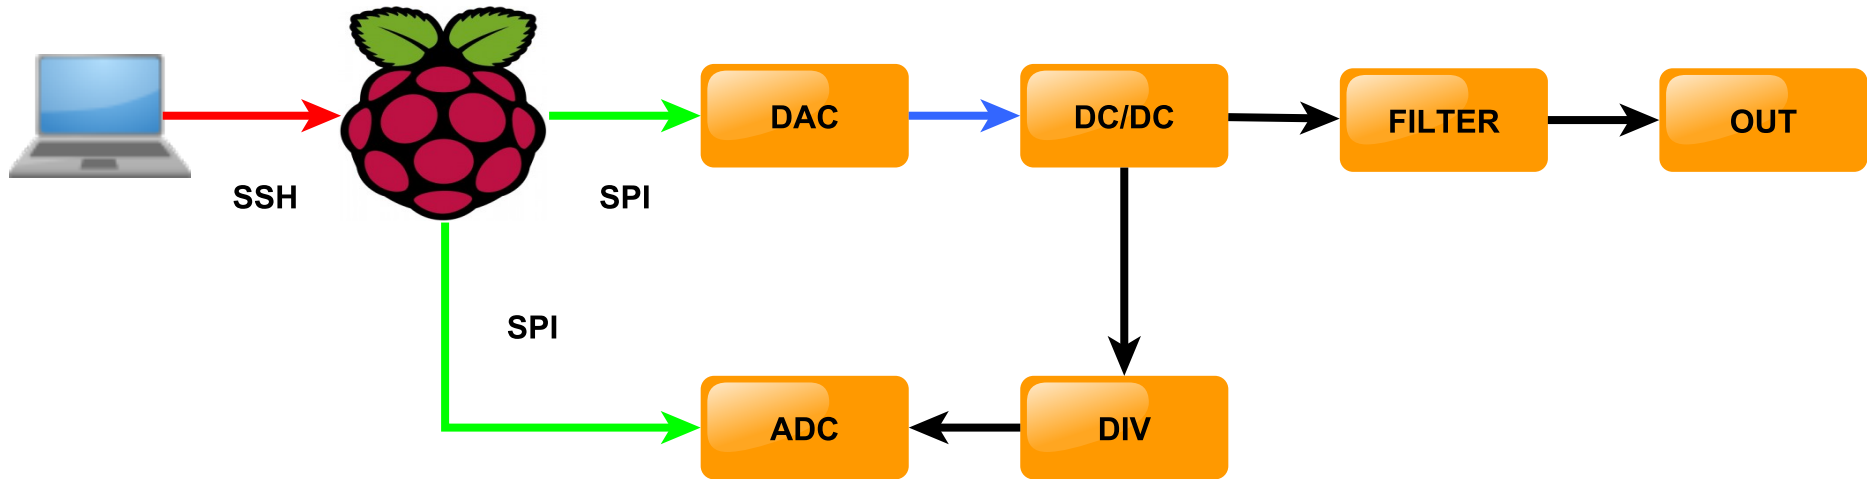 DAC
DC/DC
FILTER
OUT
SSH
SPI
SPI
ADC
DIV